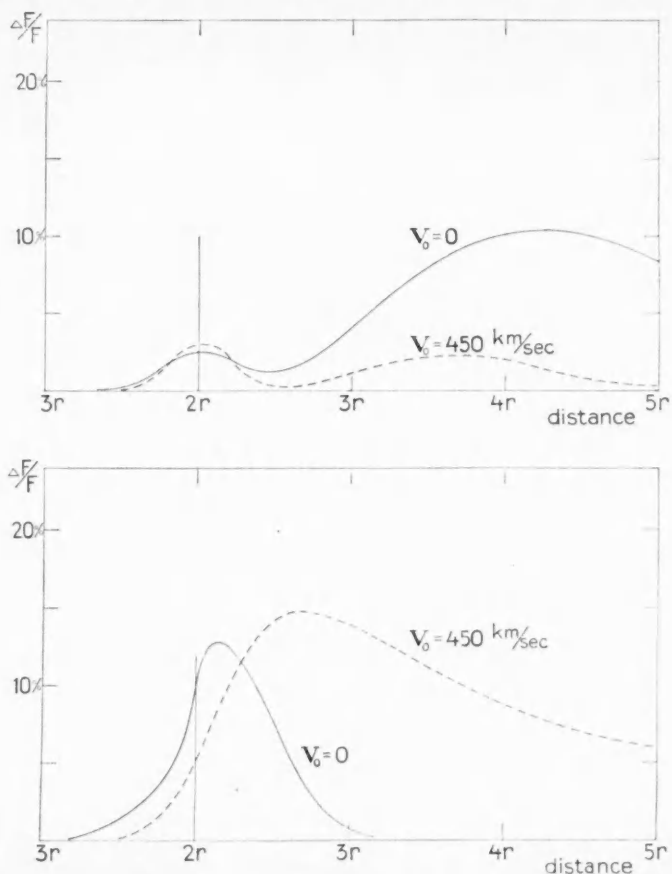 ΔF/F
20%
10%
V₀=0
V₀=450 km/sec
3r 2r 3r 4r 5r
distance
ΔF/F
20%
10%
V₀=450 km/sec
V₀=0
3r 2r 3r 4r 5r
distance